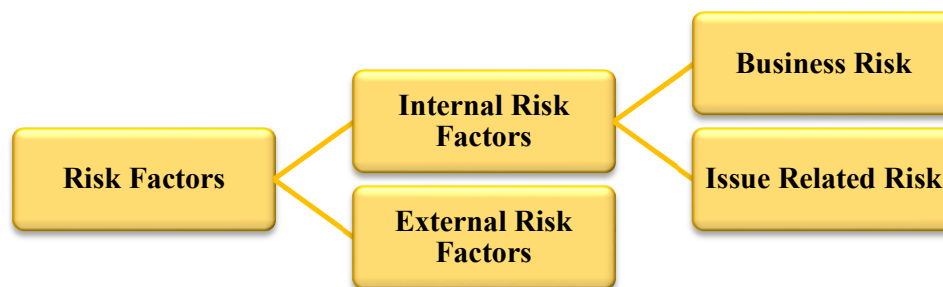 Risk Factors
Internal Risk
Factors
External Risk
Factors
Business Risk
Issue Related Risk